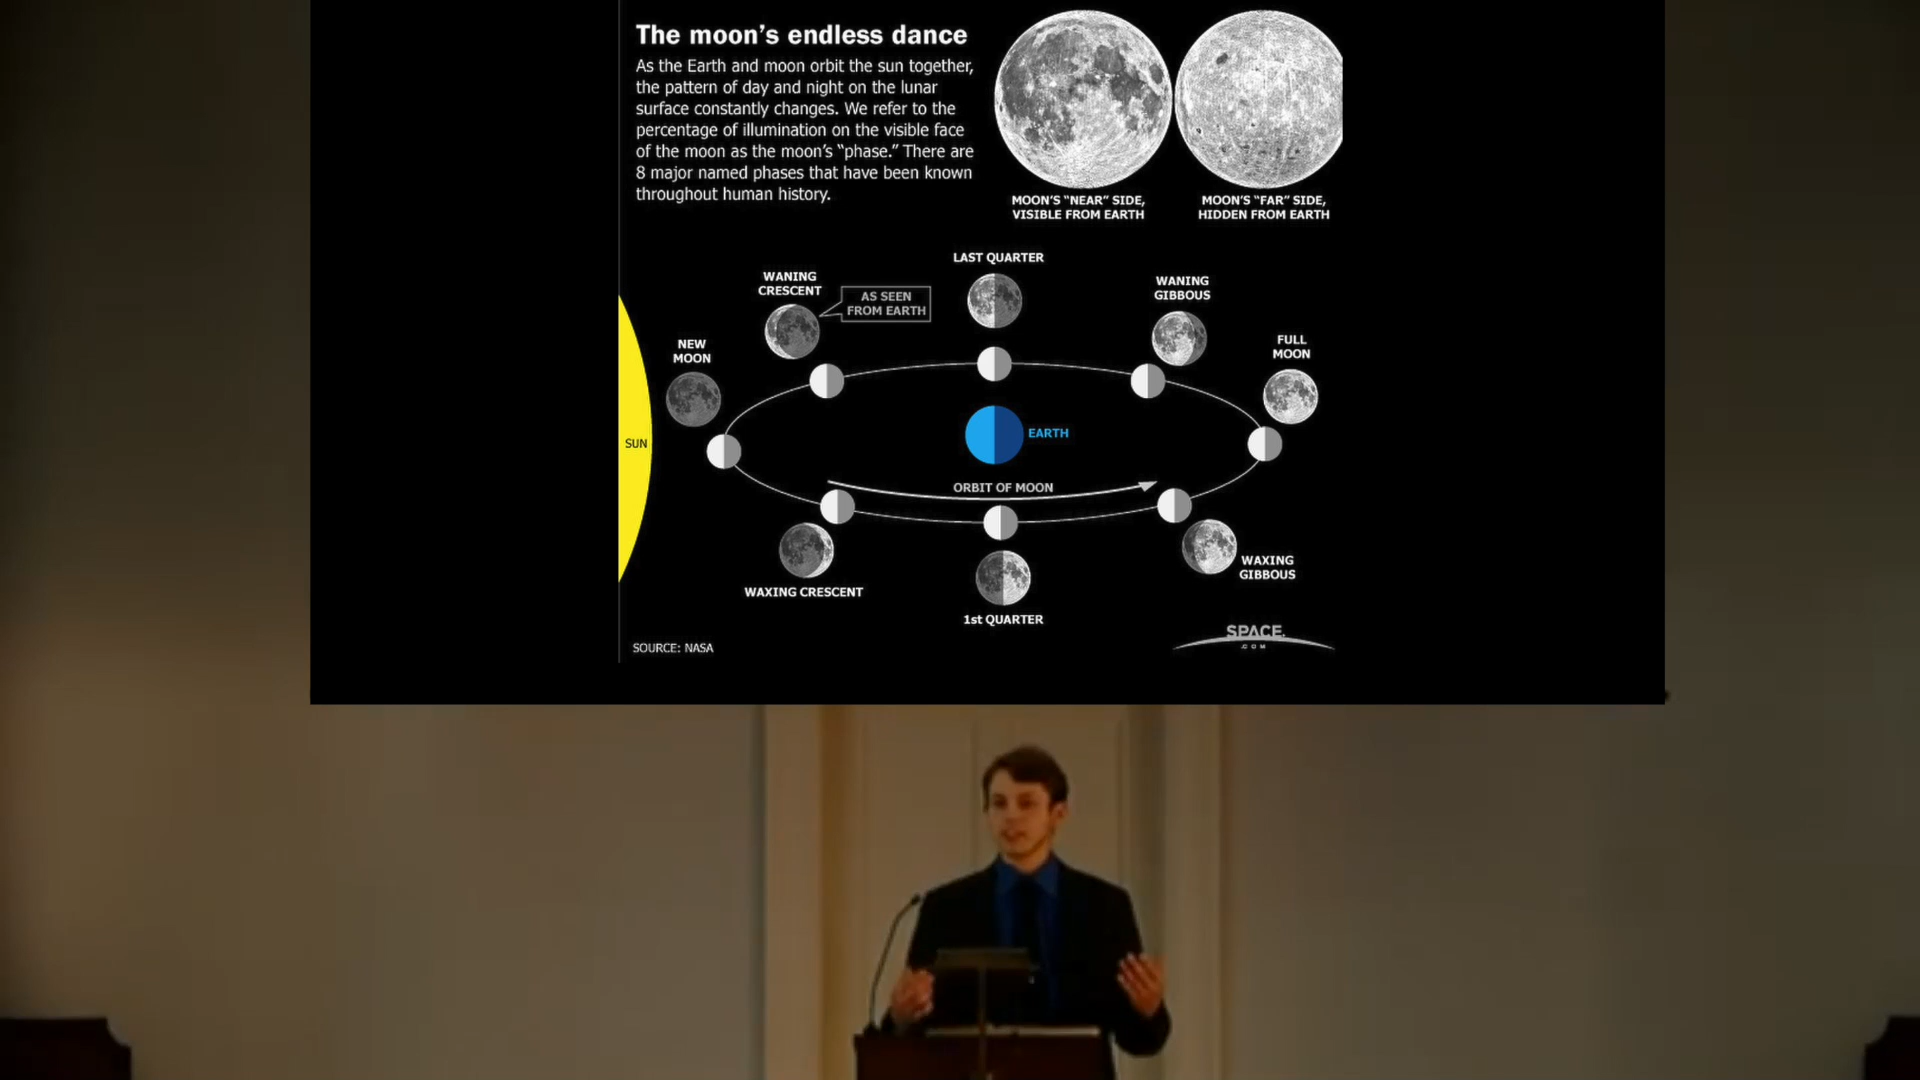 The moon's endless dance
As the Earth and moon orbit the sun together,
the pattern of day and night on the lunar
surface constantly changes. We refer to the
percentage of illumination on the visible face
of the moon as the moon's “phase.” There are
8 major named phases that have been known
throughout human history.
MOON'S “NEAR” SIDE,
VISIBLE FROM EARTH
MOON'S “FAR” SIDE,
HIDDEN FROM EARTH
LAST QUARTER
WANING
CRESCENT
AS SEEN
FROM EARTH
WANING
GIBBOUS
NEW
MOON
FULL
MOON
SUN
EARTH
ORBIT OF MOON
WAXING CRESCENT
1st QUARTER
WAXING
GIBBOUS
SOURCE: NASA
SPACE.
.COM